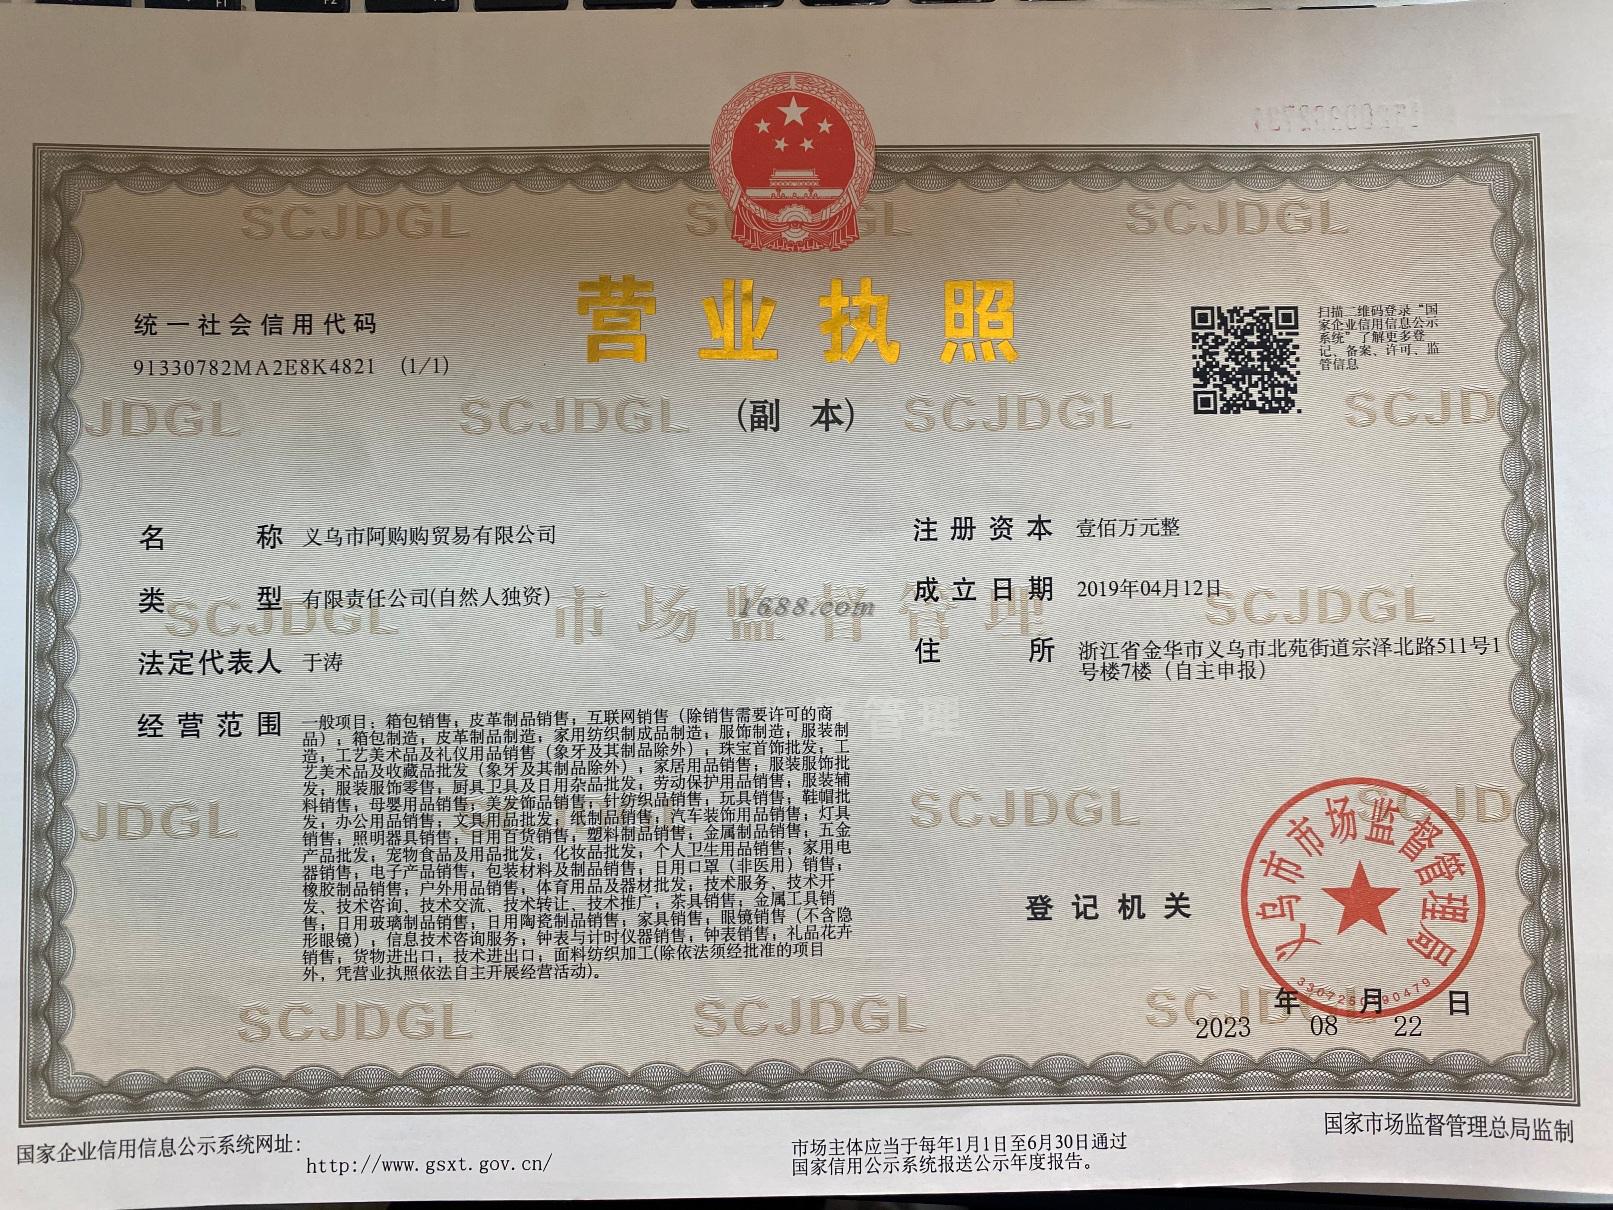 营业执照
(副 本)
统一社会信用代码
91330782MA2E8K4821 (1/1)
扫描二维码登录“国
家企业信用信息公示
系统”了解更多登
记、备案、许可、监
管信息
名 称 义乌市阿购购贸易有限公司
类 型 有限责任公司(自然人独资)
法定代表人 于涛
经营范围 一般项目：箱包销售；皮革制品销售；互联网销售（除销售需要许可的商
品）；箱包制造；皮革制品制造；家用纺织制成品制造；服饰制造；服装制
造；工艺美术品及礼仪用品销售（象牙及其制品除外）；珠宝首饰批发；工
艺美术品及收藏品批发（象牙及其制品除外）；家居用品销售；服装服饰批
发；服装服饰零售；厨具卫具及日用杂品批发；劳动保护用品销售；服装辅
料销售；母婴用品销售；美发饰品销售；针纺织品销售；玩具销售；鞋帽批
发；办公用品销售；文具用品批发；纸制品销售；汽车装饰用品销售；灯具
销售；照明器具销售；日用百货销售；塑料制品销售；金属制品销售；五金
产品批发；宠物食品及用品批发；化妆品批发；个人卫生用品销售；家用电
器销售；电子产品销售；包装材料及制品销售；日用口罩（非医用）销售；
橡胶制品销售；户外用品销售；体育用品及器材批发；技术服务、技术开
发、技术咨询、技术交流、技术转让、技术推广；茶具销售；金属工具销
售；日用玻璃制品销售；日用陶瓷制品销售；家具销售；眼镜销售（不含隐
形眼镜）；信息技术咨询服务；钟表与计时仪器销售；钟表销售；礼品花卉
销售；货物进出口；技术进出口；面料纺织加工(除依法须经批准的项目
外，凭营业执照依法自主开展经营活动)。
注册资本 壹佰万元整
成立日期 2019年04月12日
住 所 浙江省金华市义乌市北苑街道宗泽北路511号1
号楼7楼（自主申报）
登记机关
义乌市市场监督管理局
年 月 日
2023 08 22
SCJDGL
市场监督管理
1688.com
国家企业信用信息公示系统网址：
http://www.gsxt.gov.cn/
市场主体应当于每年1月1日至6月30日通过
国家信用公示系统报送公示年度报告。
国家市场监督管理总局监制